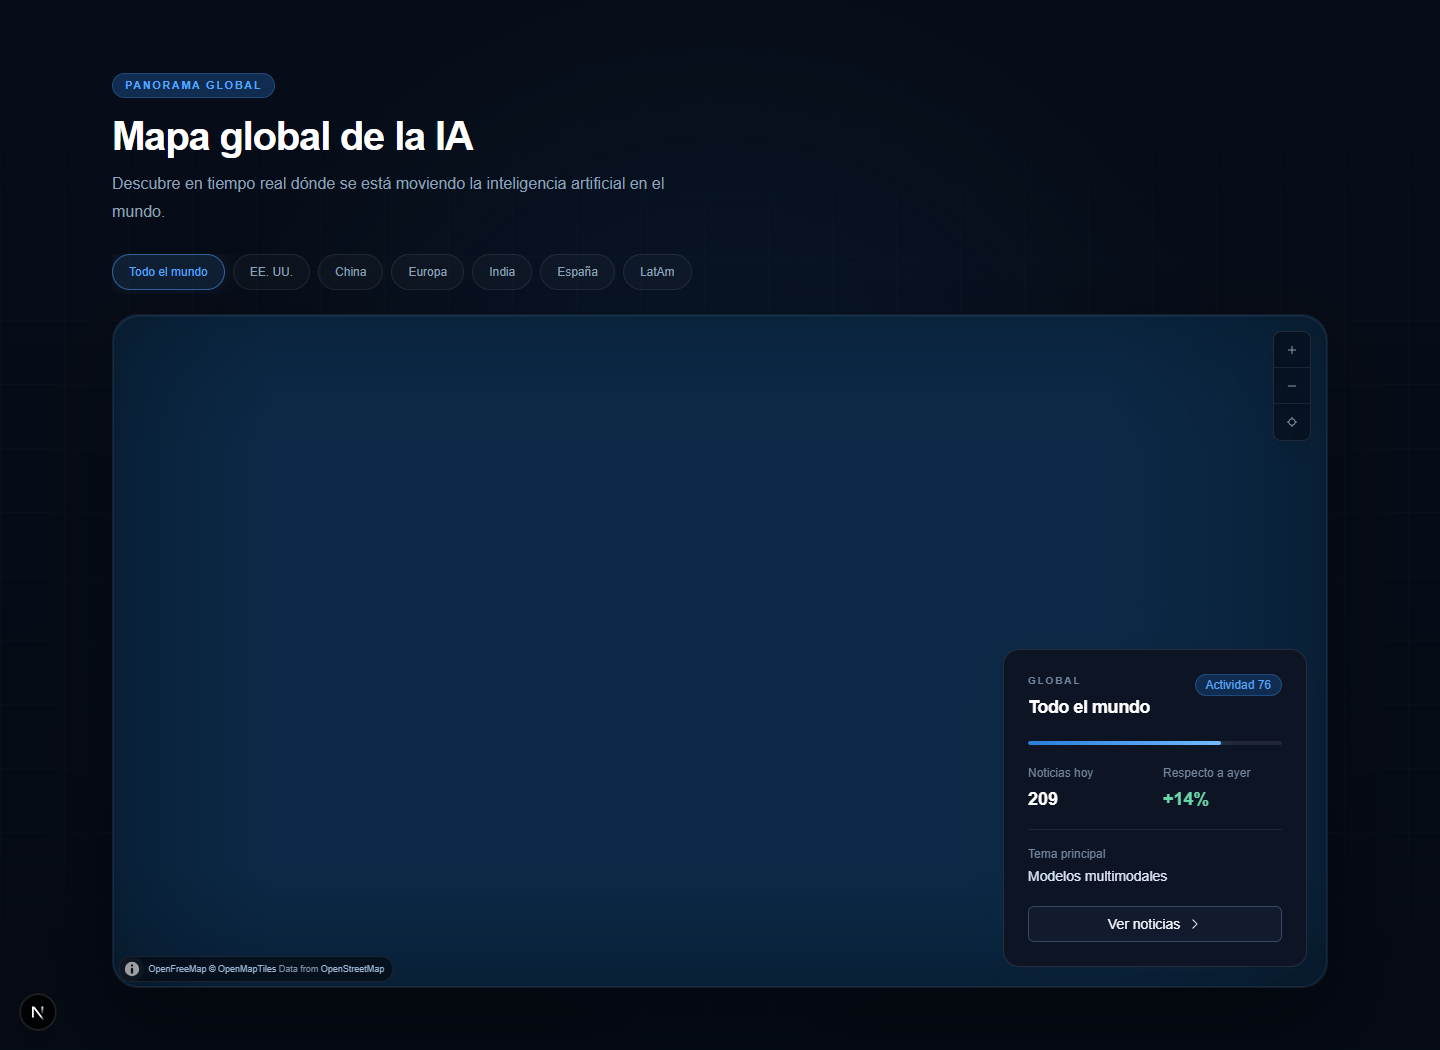 PANORAMA GLOBAL
Mapa global de la IA
Descubre en tiempo real dónde se está moviendo la inteligencia artificial en el
mundo.
Todo el mundo
EE. UU.
China
Europa
India
España
LatAm
GLOBAL
Actividad 76
Todo el mundo
Noticias hoy
Respecto a ayer
209
+14%
Tema principal
Modelos multimodales
Ver noticias
OpenFreeMap © OpenMapTiles Data from OpenStreetMap
N